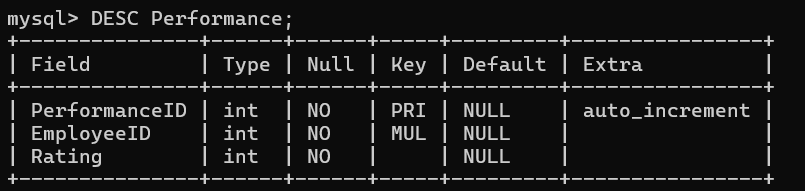 mysql> DESC Performance;
+---------------+------+------+-----+---------+----------------+
| Field         | Type | Null | Key | Default | Extra          |
+---------------+------+------+-----+---------+----------------+
| PerformanceID | int  | NO   | PRI | NULL    | auto_increment |
| EmployeeID    | int  | NO   | MUL | NULL    |                |
| Rating        | int  | NO   |     | NULL    |                |
+---------------+------+------+-----+---------+----------------+